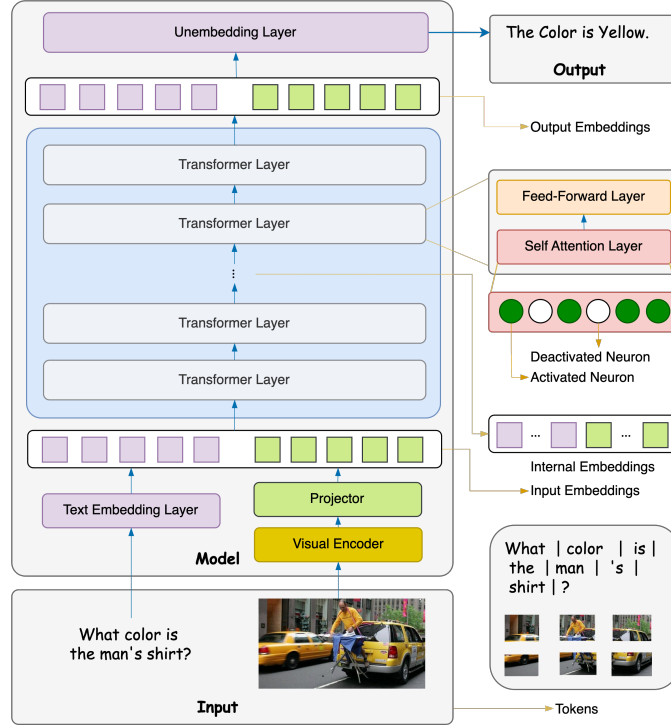 Unembedding Layer
The Color is Yellow.
Output
Output Embeddings
Transformer Layer
Transformer Layer
...
Transformer Layer
Transformer Layer
Feed-Forward Layer
Self Attention Layer
Deactivated Neuron
Activated Neuron
... ...
Internal Embeddings
Input Embeddings
Text Embedding Layer
Projector
Visual Encoder
Model
What color is
the man's shirt?
Input
What | color | is |
the | man | 's |
shirt | ?
Tokens